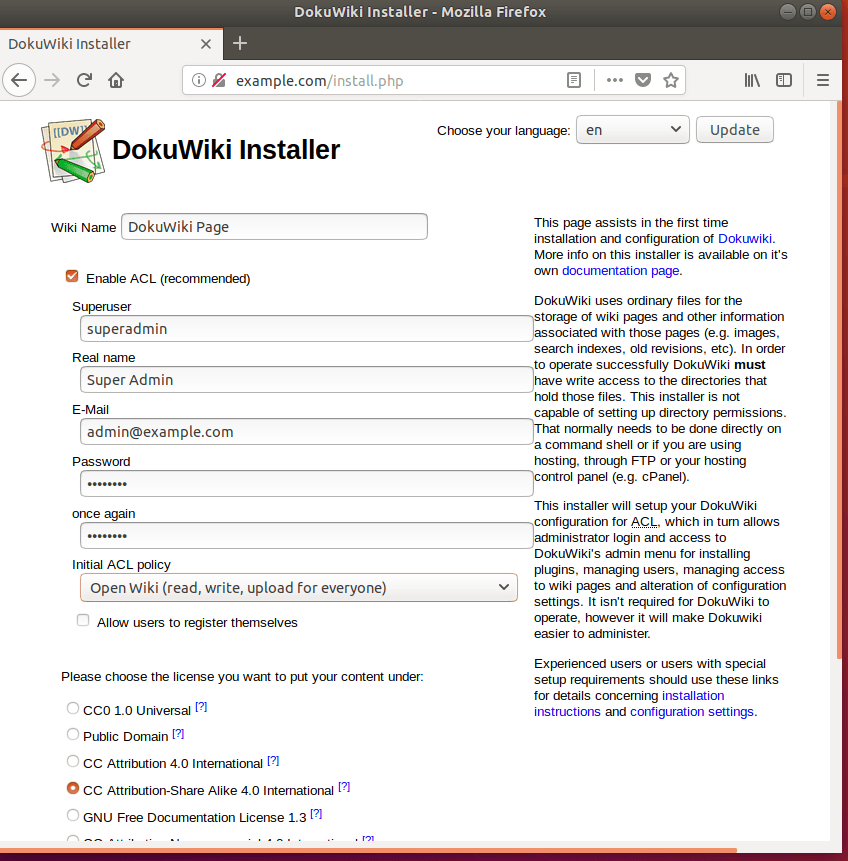 DokuWiki Installer - Mozilla Firefox
DokuWiki Installer
example.com/install.php
[[DW]]
DokuWiki Installer
Choose your language:
en
Update
Wiki Name
DokuWiki Page
Enable ACL (recommended)
Superuser
superadmin
Real name
Super Admin
E-Mail
admin@example.com
Password
••••••••
once again
••••••••
Initial ACL policy
Open Wiki (read, write, upload for everyone)
Allow users to register themselves
Please choose the license you want to put your content under:
CC0 1.0 Universal [?]
Public Domain [?]
CC Attribution 4.0 International [?]
CC Attribution-Share Alike 4.0 International [?]
GNU Free Documentation License 1.3 [?]
This page assists in the first time
installation and configuration of Dokuwiki.
More info on this installer is available on it's
own documentation page.
DokuWiki uses ordinary files for the
storage of wiki pages and other information
associated with those pages (e.g. images,
search indexes, old revisions, etc). In order
to operate successfully DokuWiki must
have write access to the directories that
hold those files. This installer is not
capable of setting up directory permissions.
That normally needs to be done directly on
a command shell or if you are using
hosting, through FTP or your hosting
control panel (e.g. cPanel).
This installer will setup your DokuWiki
configuration for ACL, which in turn allows
administrator login and access to
DokuWiki's admin menu for installing
plugins, managing users, managing access
to wiki pages and alteration of configuration
settings. It isn't required for DokuWiki to
operate, however it will make Dokuwiki
easier to administer.
Experienced users or users with special
setup requirements should use these links
for details concerning installation
instructions and configuration settings.